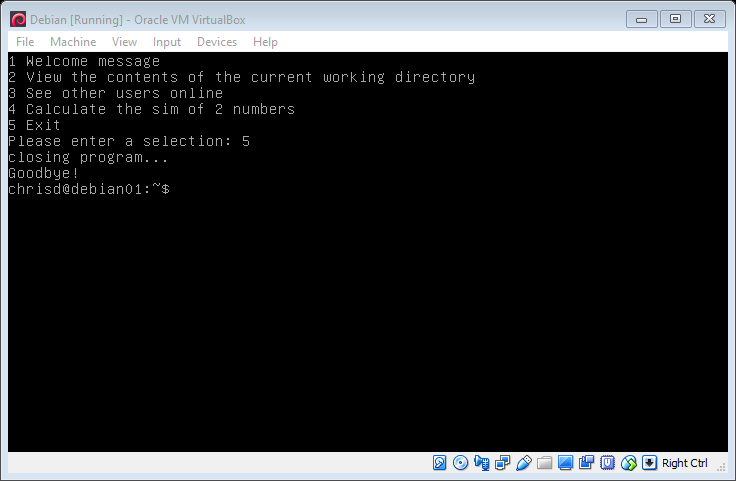 Debian [Running] - Oracle VM VirtualBox
File Machine View Input Devices Help
1 Welcome message
2 View the contents of the current working directory
3 See other users online
4 Calculate the sim of 2 numbers
5 Exit
Please enter a selection: 5
closing program...
Goodbye!
chrisd@debian01:~$
Right Ctrl